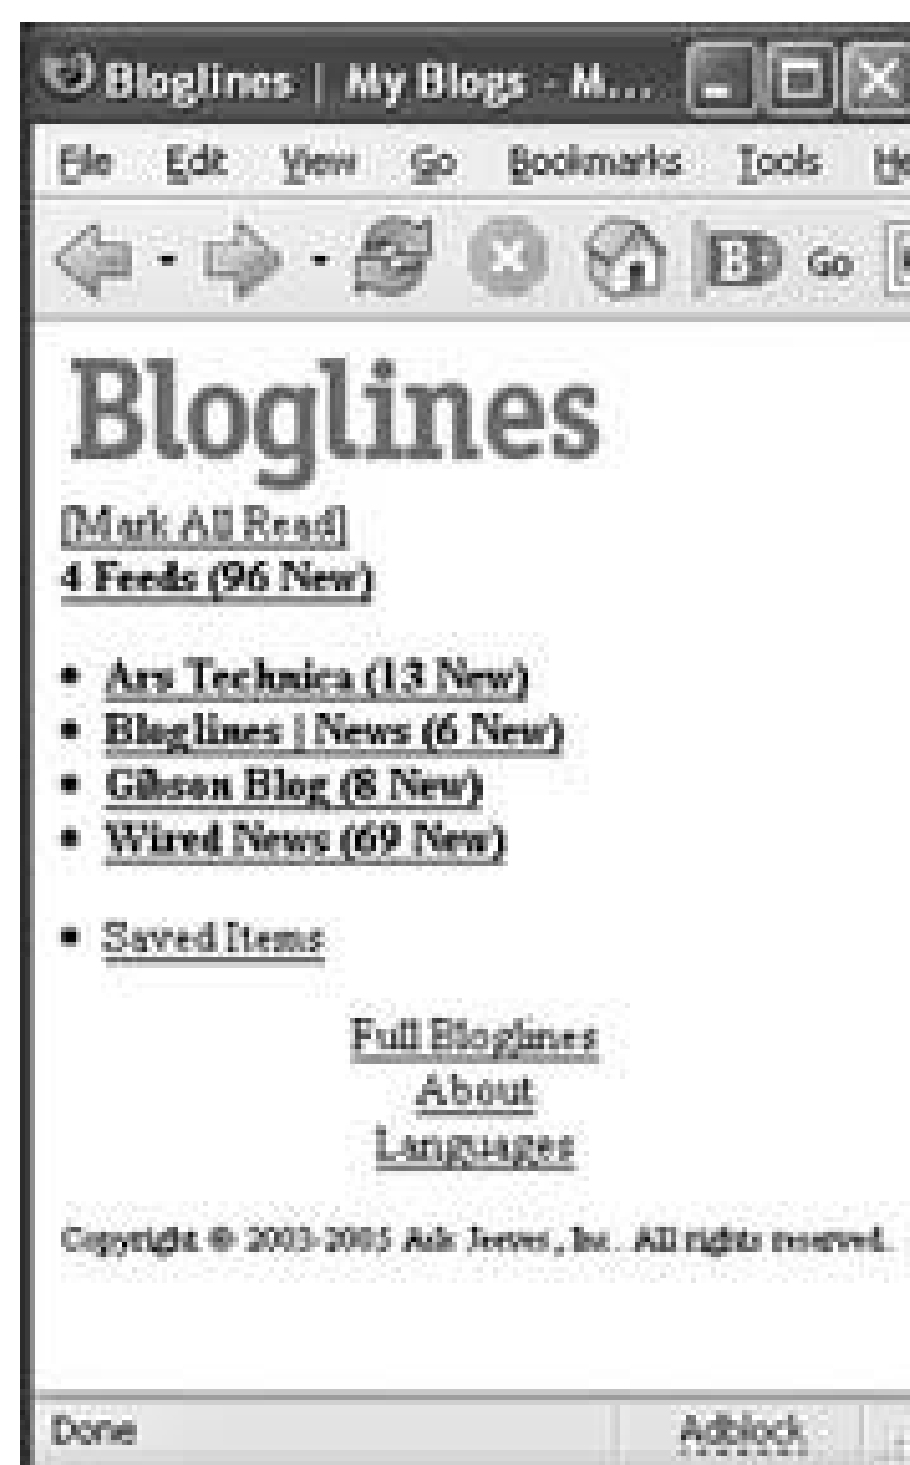 Bloglines | My Blogs - M...
File Edit View Go Bookmarks Tools He
B Go
Bloglines
[Mark All Read]
4 Feeds (96 New)
• Ars Technica (13 New)
• Bloglines | News (6 New)
• Gibson Blog (8 New)
• Wired News (69 New)
• Saved Items
Full Bloglines
About
Languages
Copyright © 2003-2005 Ask Jeeves, Inc. All rights reserved.
Done Adblock